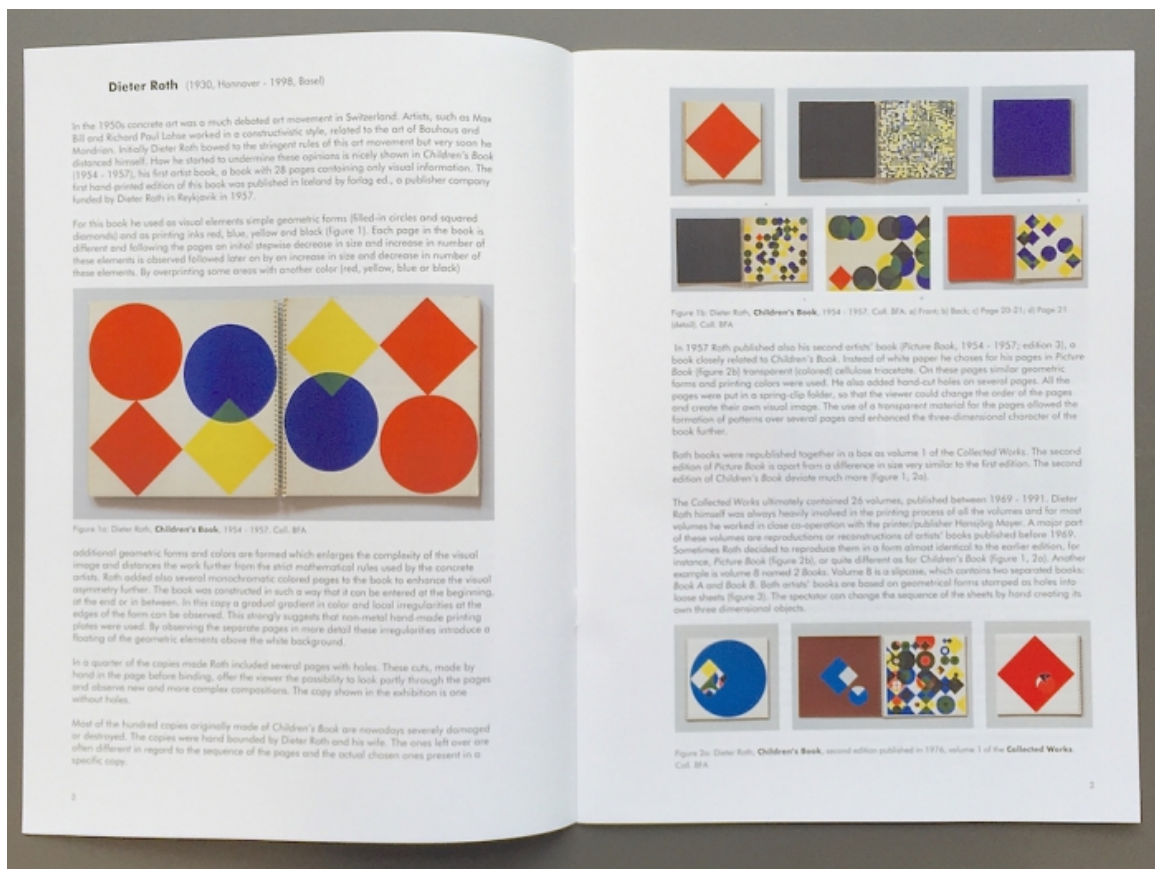 Dieter Roth (1930, Hannover - 1998, Basel)
In the 1950s concrete art was a much debated art movement in Switzerland. Artists, such as Max
Bill and Richard Paul Lohse worked in a constructivistic style, related to the art of Bauhaus and
Mondrian. Initially Dieter Roth bowed to the stringent rules of this art movement but very soon he
distanced himself. How he started to undermine these opinions is nicely shown in Children's Book
(1954 - 1957), his first artist book, a book with 28 pages containing only visual information. The
first hand-printed edition of this book was published in Iceland by forlag ed., a publisher company
funded by Dieter Roth in Reykjavik in 1957.
For this book he used as visual elements simple geometric forms (filled-in circles and squared
diamonds) and as printing inks red, blue, yellow and black (figure 1). Each page in the book is
different and following the pages an initial stepwise decrease in size and increase in number of
these elements is observed followed later on by an increase in size and decrease in number of
these elements. By overprinting some areas with another color (red, yellow, blue or black)
Figure 1a: Dieter Roth, Children's Book, 1954 - 1957. Coll. BFA
additional geometric forms and colors are formed which enlarges the complexity of the visual
image and distances the work further from the strict mathematical rules used by the concrete
artists. Roth added also several monochromatic colored pages to the book to enhance the visual
asymmetry further. The book was constructed in such a way that it can be entered at the beginning,
at the end or in between. In this copy a gradual gradient in color and local irregularities at the
edges of the form can be observed. This strongly suggests that non-metal hand-made printing
plates were used. By observing the separate pages in more detail these irregularities introduce a
floating of the geometric elements above the white background.
In a quarter of the copies made Roth included several pages with holes. These cuts, made by
hand in the page before binding, offer the viewer the possibility to look partly through the pages
and observe new and more complex compositions. The copy shown in the exhibition is one
without holes.
Most of the hundred copies originally made of Children's Book are nowadays severely damaged
or destroyed. The copies were hand bounded by Dieter Roth and his wife. The ones left over are
often different in regard to the sequence of the pages and the actual chosen ones present in a
specific copy.
2
Figure 1b: Dieter Roth, Children's Book, 1954 - 1957. Coll. BFA. a) Front; b) Back; c) Page 20-21; d) Page 21
(detail), Coll. BFA
In 1957 Roth published also his second artists' book (Picture Book, 1954 - 1957; edition 3), a
book closely related to Children's Book. Instead of white paper he choses for his pages in Picture
Book (figure 2b) transparent (colored) cellulose triacetate. On these pages similar geometric
forms and printing colors were used. He also added hand-cut holes on several pages. All the
pages were put in a spring-clip folder, so that the viewer could change the order of the pages
and create their own visual image. The use of a transparent material for the pages allowed the
formation of patterns over several pages and enhanced the three-dimensional character of the
book further.
Both books were republished together in a box as volume 1 of the Collected Works. The second
edition of Picture Book is apart from a difference in size very similar to the first edition. The second
edition of Children's Book deviate much more (figure 1, 2a).
The Collected Works ultimately contained 26 volumes, published between 1969 - 1991. Dieter
Roth himself was always heavily involved in the printing process of all the volumes and for most
volumes he worked in close co-operation with the printer/publisher Hansjörg Mayer. A major part
of these volumes are reproductions or reconstructions of artists' books published before 1969.
Sometimes Roth decided to reproduce them in a form almost identical to the earlier edition, for
instance, Picture Book (figure 2b), or quite different as for Children's Book (figure 1, 2a). Another
example is volume 8 named 2 Books. Volume 8 is a slipcase, which contains two separated books:
Book A and Book B. Both artists' books are based on geometrical forms stamped as holes into
loose sheets (figure 3). The spectator can change the sequence of the sheets by hand creating its
own three dimensional objects.
Figure 2a: Dieter Roth, Children's Book, second edition published in 1976, volume 1 of the Collected Works.
Coll. BFA
3